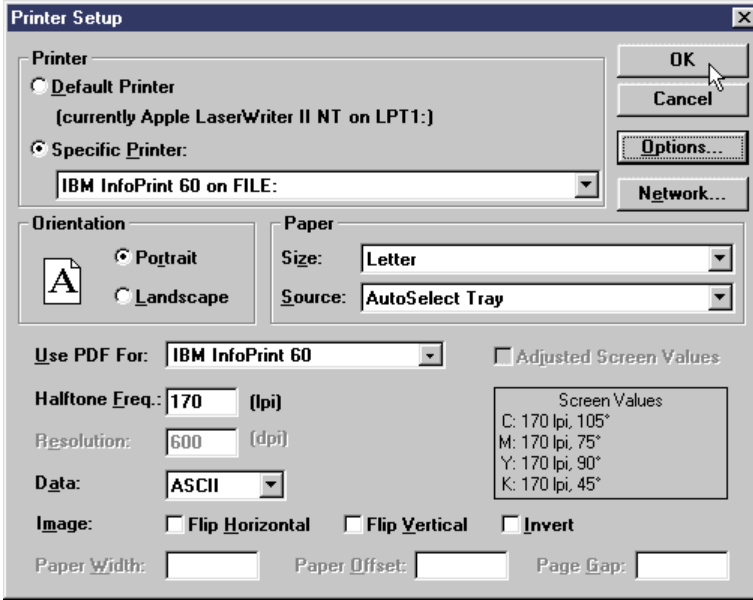 Printer Setup
Printer
Default Printer
(currently Apple LaserWriter II NT on LPT1:)
Specific Printer:
IBM InfoPrint 60 on FILE:
OK
Cancel
Options...
Network...
Orientation
A
Portrait
Landscape
Paper
Size: Letter
Source: AutoSelect Tray
Use PDF For: IBM InfoPrint 60
Adjusted Screen Values
Halftone Freq.: 170 (lpi)
Resolution: 600 (dpi)
Data: ASCII
Screen Values
C: 170 lpi, 105°
M: 170 lpi, 75°
Y: 170 lpi, 90°
K: 170 lpi, 45°
Image: Flip Horizontal Flip Vertical Invert
Paper Width: Paper Offset: Page Gap: